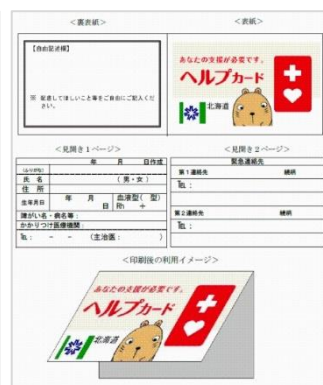 <裏表紙>
<表紙>
【自由記述欄】
※ 配慮してほしいこと等をご自由にご記入ください。
あなたの支援が必要です。
ヘルプカード
北海道
<見開き1ページ>
年 月 日作成
(ふりがな)
氏 名 (男・女)
住 所
生年月日 年 月 日 血液型( 型) Rh +
障がい名・病名等:
かかりつけ医療機関:
℡: - - (主治医: )
<見開き2ページ>
緊急連絡先
第1連絡先 続柄
℡:
第2連絡先 続柄
℡:
<印刷後の利用イメージ>
あなたの支援が必要です。
ヘルプカード
北海道